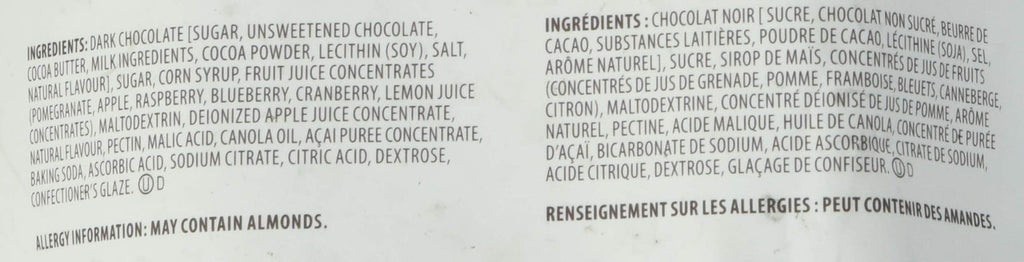 INGREDIENTS: DARK CHOCOLATE [SUGAR, UNSWEETENED CHOCOLATE,
COCOA BUTTER, MILK INGREDIENTS, COCOA POWDER, LECITHIN (SOY), SALT,
NATURAL FLAVOUR], SUGAR, CORN SYRUP, FRUIT JUICE CONCENTRATES
(POMEGRANATE, APPLE, RASPBERRY, BLUEBERRY, CRANBERRY, LEMON JUICE
CONCENTRATES), MALTODEXTRIN, DEIONIZED APPLE JUICE CONCENTRATE,
NATURAL FLAVOUR, PECTIN, MALIC ACID, CANOLA OIL, AÇAI PUREE CONCENTRATE,
BAKING SODA, ASCORBIC ACID, SODIUM CITRATE, CITRIC ACID, DEXTROSE,
CONFECTIONER'S GLAZE. Ⓤ D
ALLERGY INFORMATION: MAY CONTAIN ALMONDS.
INGRÉDIENTS : CHOCOLAT NOIR [ SUCRE, CHOCOLAT NON SUCRÉ, BEURRE DE
CACAO, SUBSTANCES LAITIÈRES, POUDRE DE CACAO, LÉCITHINE (SOJA), SEL,
ARÔME NATUREL], SUCRE, SIROP DE MAÏS, CONCENTRÉS DE JUS DE FRUITS
(CONCENTRÉS DE JUS DE GRENADE, POMME, FRAMBOISE, BLEUETS, CANNEBERGE,
CITRON), MALTODEXTRINE, CONCENTRÉ DÉIONISÉ DE JUS DE POMME, ARÔME
NATUREL, PECTINE, ACIDE MALIQUE, HUILE DE CANOLA, CONCENTRÉ DE PURÉE
D'AÇAÏ, BICARBONATE DE SODIUM, ACIDE ASCORBIQUE, CITRATE DE SODIUM,
ACIDE CITRIQUE, DEXTROSE, GLAÇAGE DE CONFISEUR. Ⓤ D
RENSEIGNEMENT SUR LES ALLERGIES : PEUT CONTENIR DES AMANDES.